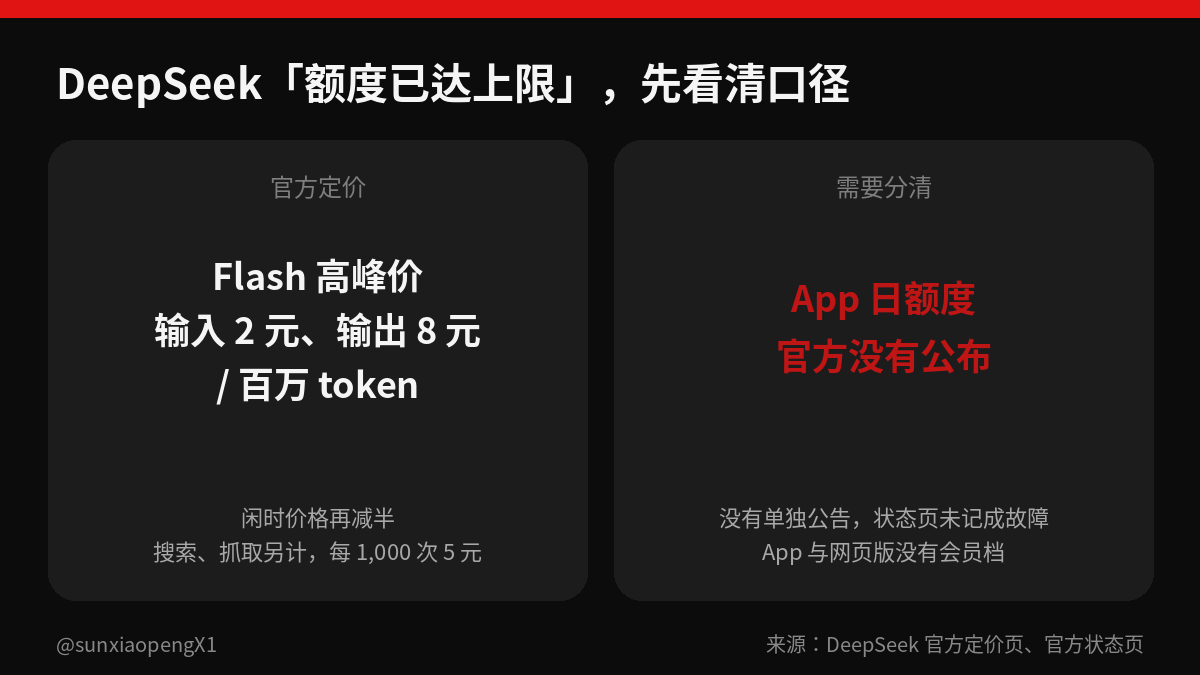 DeepSeek「额度已达上限」，先看清口径
官方定价
Flash 高峰价
输入 2 元、输出 8 元
/ 百万 token
闲时价格再减半
搜索、抓取另计，每 1,000 次 5 元
需要分清
App 日额度
官方没有公布
没有单独公告，状态页未记成故障
App 与网页版没有会员档
@sunxiaopengX1
来源：DeepSeek 官方定价页、官方状态页